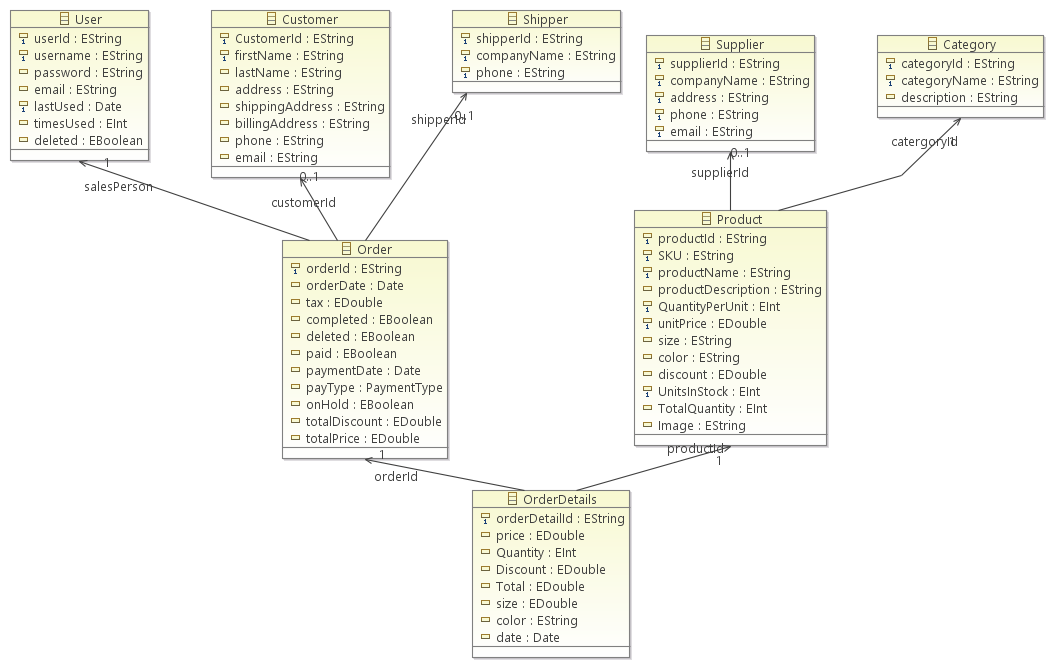 User
userId : EString
username : EString
password : EString
email : EString
lastUsed : Date
timesUsed : EInt
deleted : EBoolean
Customer
CustomerId : EString
firstName : EString
lastName : EString
address : EString
shippingAddress : EString
billingAddress : EString
phone : EString
email : EString
Shipper
shipperId : EString
companyName : EString
phone : EString
Supplier
supplierId : EString
companyName : EString
address : EString
phone : EString
email : EString
Category
categoryId : EString
categoryName : EString
description : EString
1
salesPerson
0..1
customerId
0..1
shipperId
0..1
supplierId
1
catergoryId
Order
orderId : EString
orderDate : Date
tax : EDouble
completed : EBoolean
deleted : EBoolean
paid : EBoolean
paymentDate : Date
payType : PaymentType
onHold : EBoolean
totalDiscount : EDouble
totalPrice : EDouble
Product
productId : EString
SKU : EString
productName : EString
productDescription : EString
QuantityPerUnit : EInt
unitPrice : EDouble
size : EString
color : EString
discount : EDouble
UnitsInStock : EInt
TotalQuantity : EInt
Image : EString
1
orderId
productId
1
OrderDetails
orderDetailId : EString
price : EDouble
Quantity : EInt
Discount : EDouble
Total : EDouble
size : EDouble
color : EString
date : Date